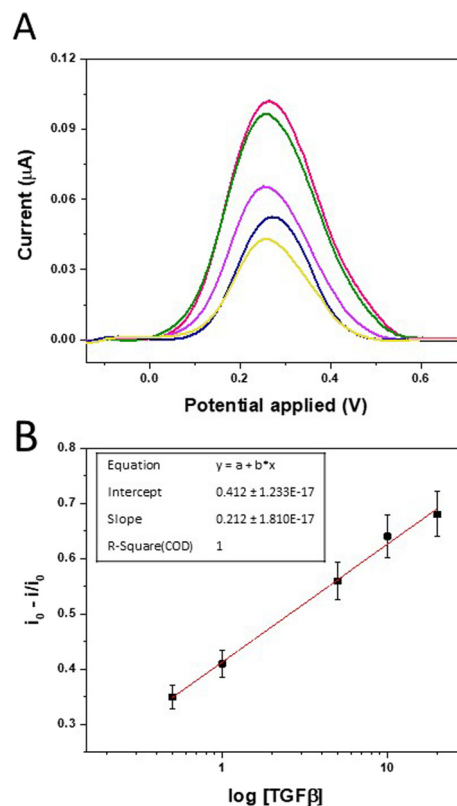 A
0.12
0.09
0.06
0.03
0.00
Current (µA)
0.0 0.2 0.4 0.6
Potential applied (V)
B
0.8
0.7
0.6
0.5
0.4
0.3
i₀ - i/i₀
Equation y = a + b*x
Intercept 0.412 ± 1.233E-17
Slope 0.212 ± 1.810E-17
R-Square(COD) 1
1 10
log [TGFβ]